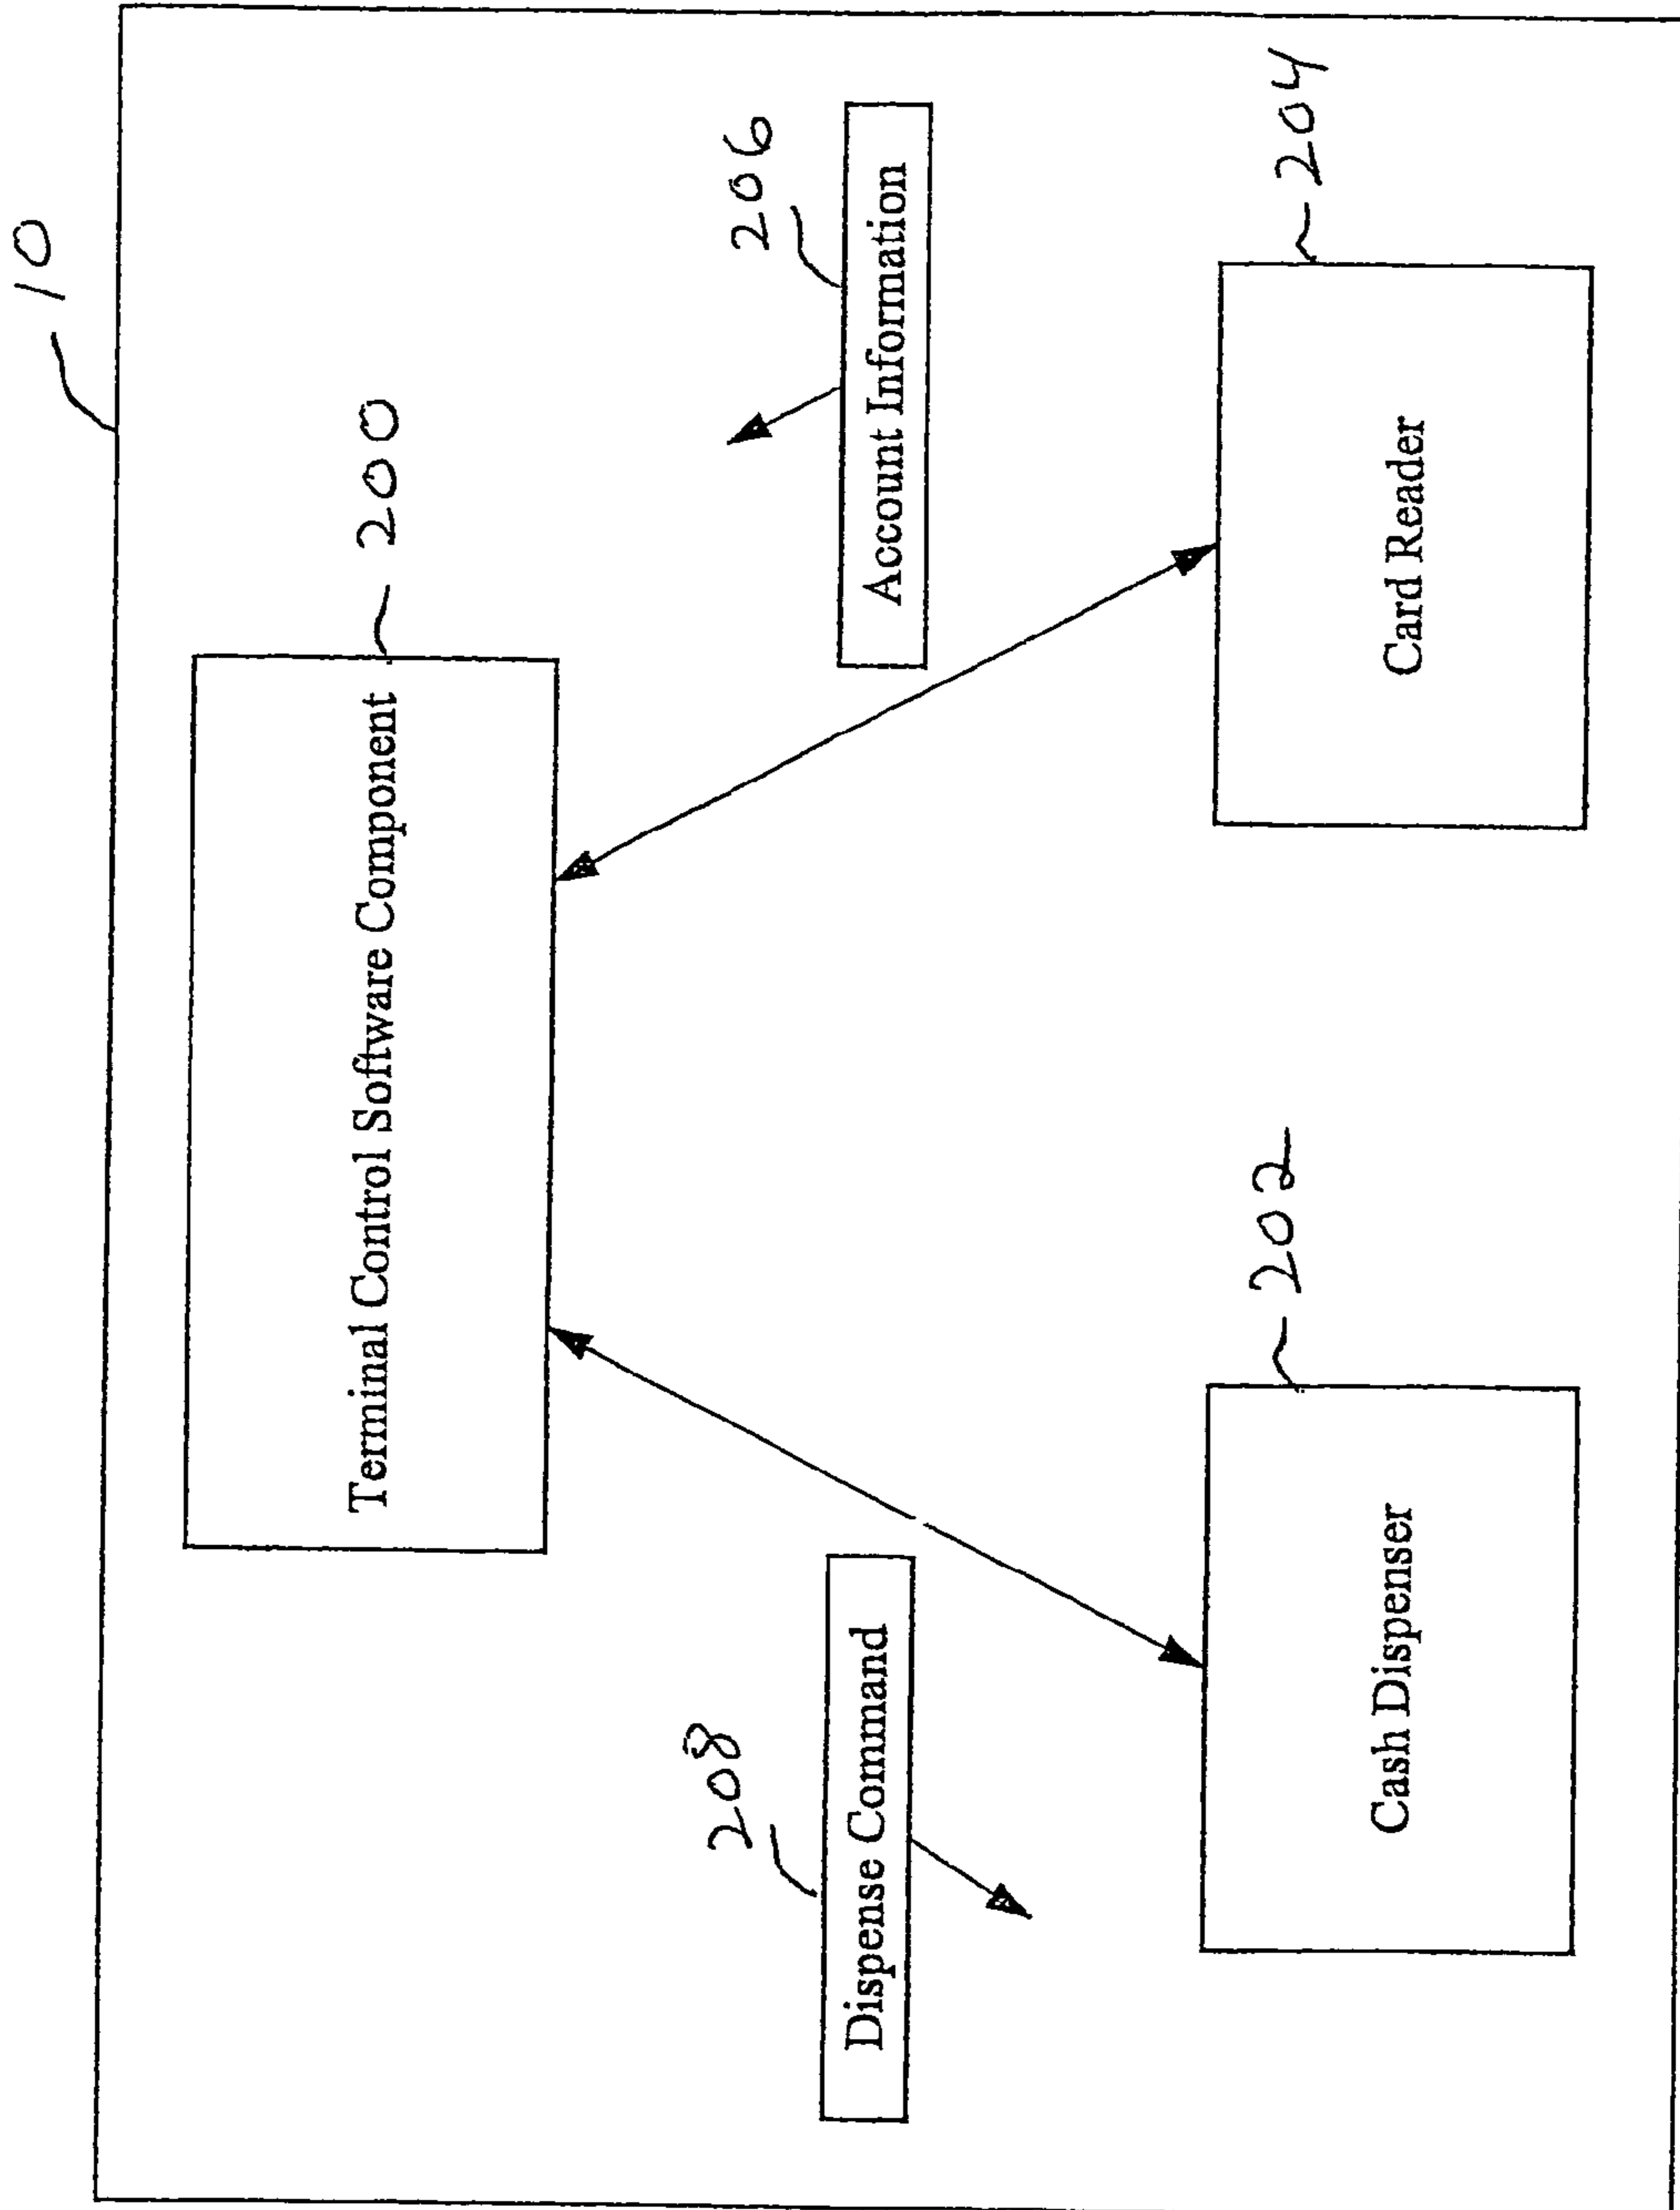 10
Terminal Control Software Component
200
208
Dispense Command
206
Account Information
Cash Dispenser
202
Card Reader
204